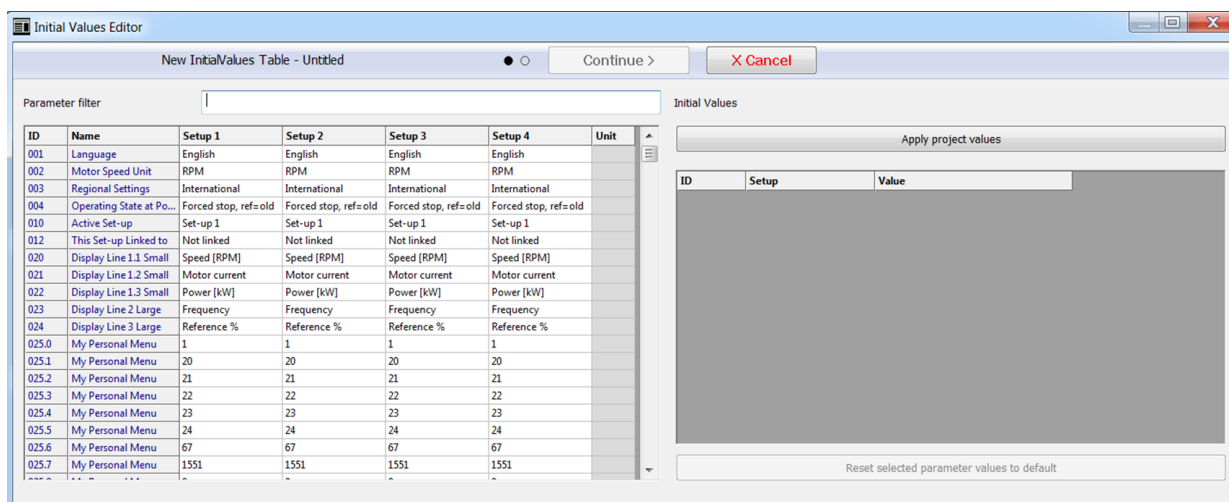 Initial Values Editor
New InitialValues Table - Untitled
Continue >
X Cancel
Parameter filter
Initial Values
Apply project values
ID Name Setup 1 Setup 2 Setup 3 Setup 4 Unit
001 Language English English English English
002 Motor Speed Unit RPM RPM RPM RPM
003 Regional Settings International International International International
004 Operating State at Po... Forced stop, ref=old Forced stop, ref=old Forced stop, ref=old Forced stop, ref=old
010 Active Set-up Set-up 1 Set-up 1 Set-up 1 Set-up 1
012 This Set-up Linked to Not linked Not linked Not linked Not linked
020 Display Line 1.1 Small Speed [RPM] Speed [RPM] Speed [RPM] Speed [RPM]
021 Display Line 1.2 Small Motor current Motor current Motor current Motor current
022 Display Line 1.3 Small Power [kW] Power [kW] Power [kW] Power [kW]
023 Display Line 2 Large Frequency Frequency Frequency Frequency
024 Display Line 3 Large Reference % Reference % Reference % Reference %
025.0 My Personal Menu 1 1 1 1
025.1 My Personal Menu 20 20 20 20
025.2 My Personal Menu 21 21 21 21
025.3 My Personal Menu 22 22 22 22
025.4 My Personal Menu 23 23 23 23
025.5 My Personal Menu 24 24 24 24
025.6 My Personal Menu 67 67 67 67
025.7 My Personal Menu 1551 1551 1551 1551
ID Setup Value
Reset selected parameter values to default